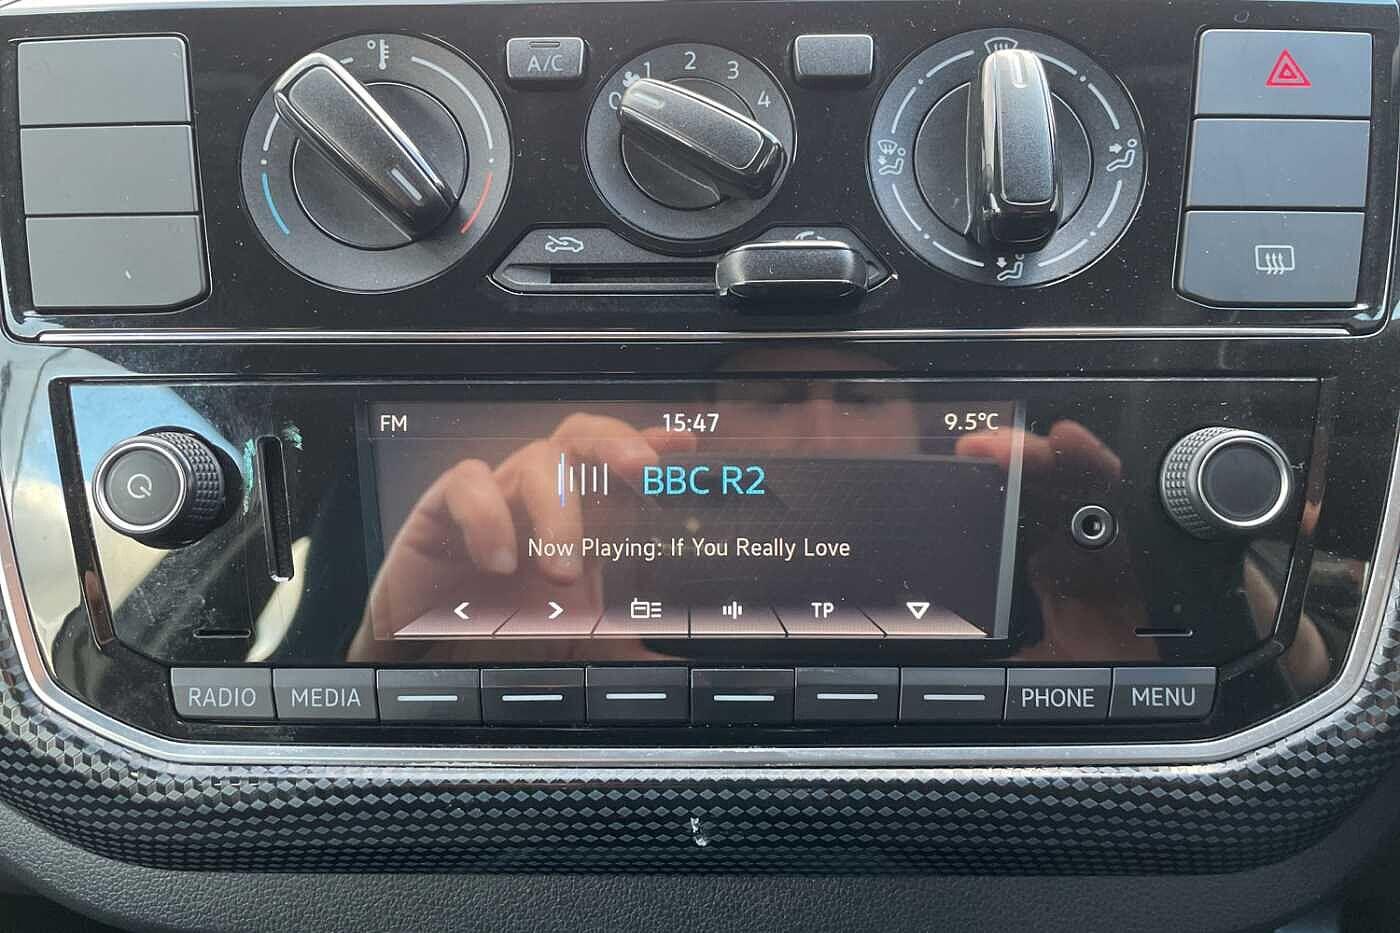 A/C
0 1 2 3 4
FM 15:47 9.5°C
BBC R2
Now Playing: If You Really Love
TP
RADIO MEDIA PHONE MENU